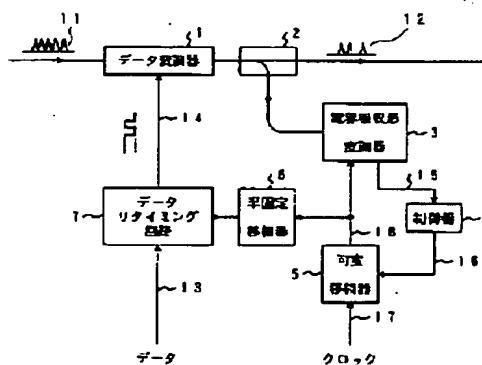 11
1
2
12
データ変調器
14
電界吸収型
変調器
3
15
6
データ
リタイミング
回路
7
半固定
移相器
制御器
18
5
可変
移相器
16
13
17
データ
クロック